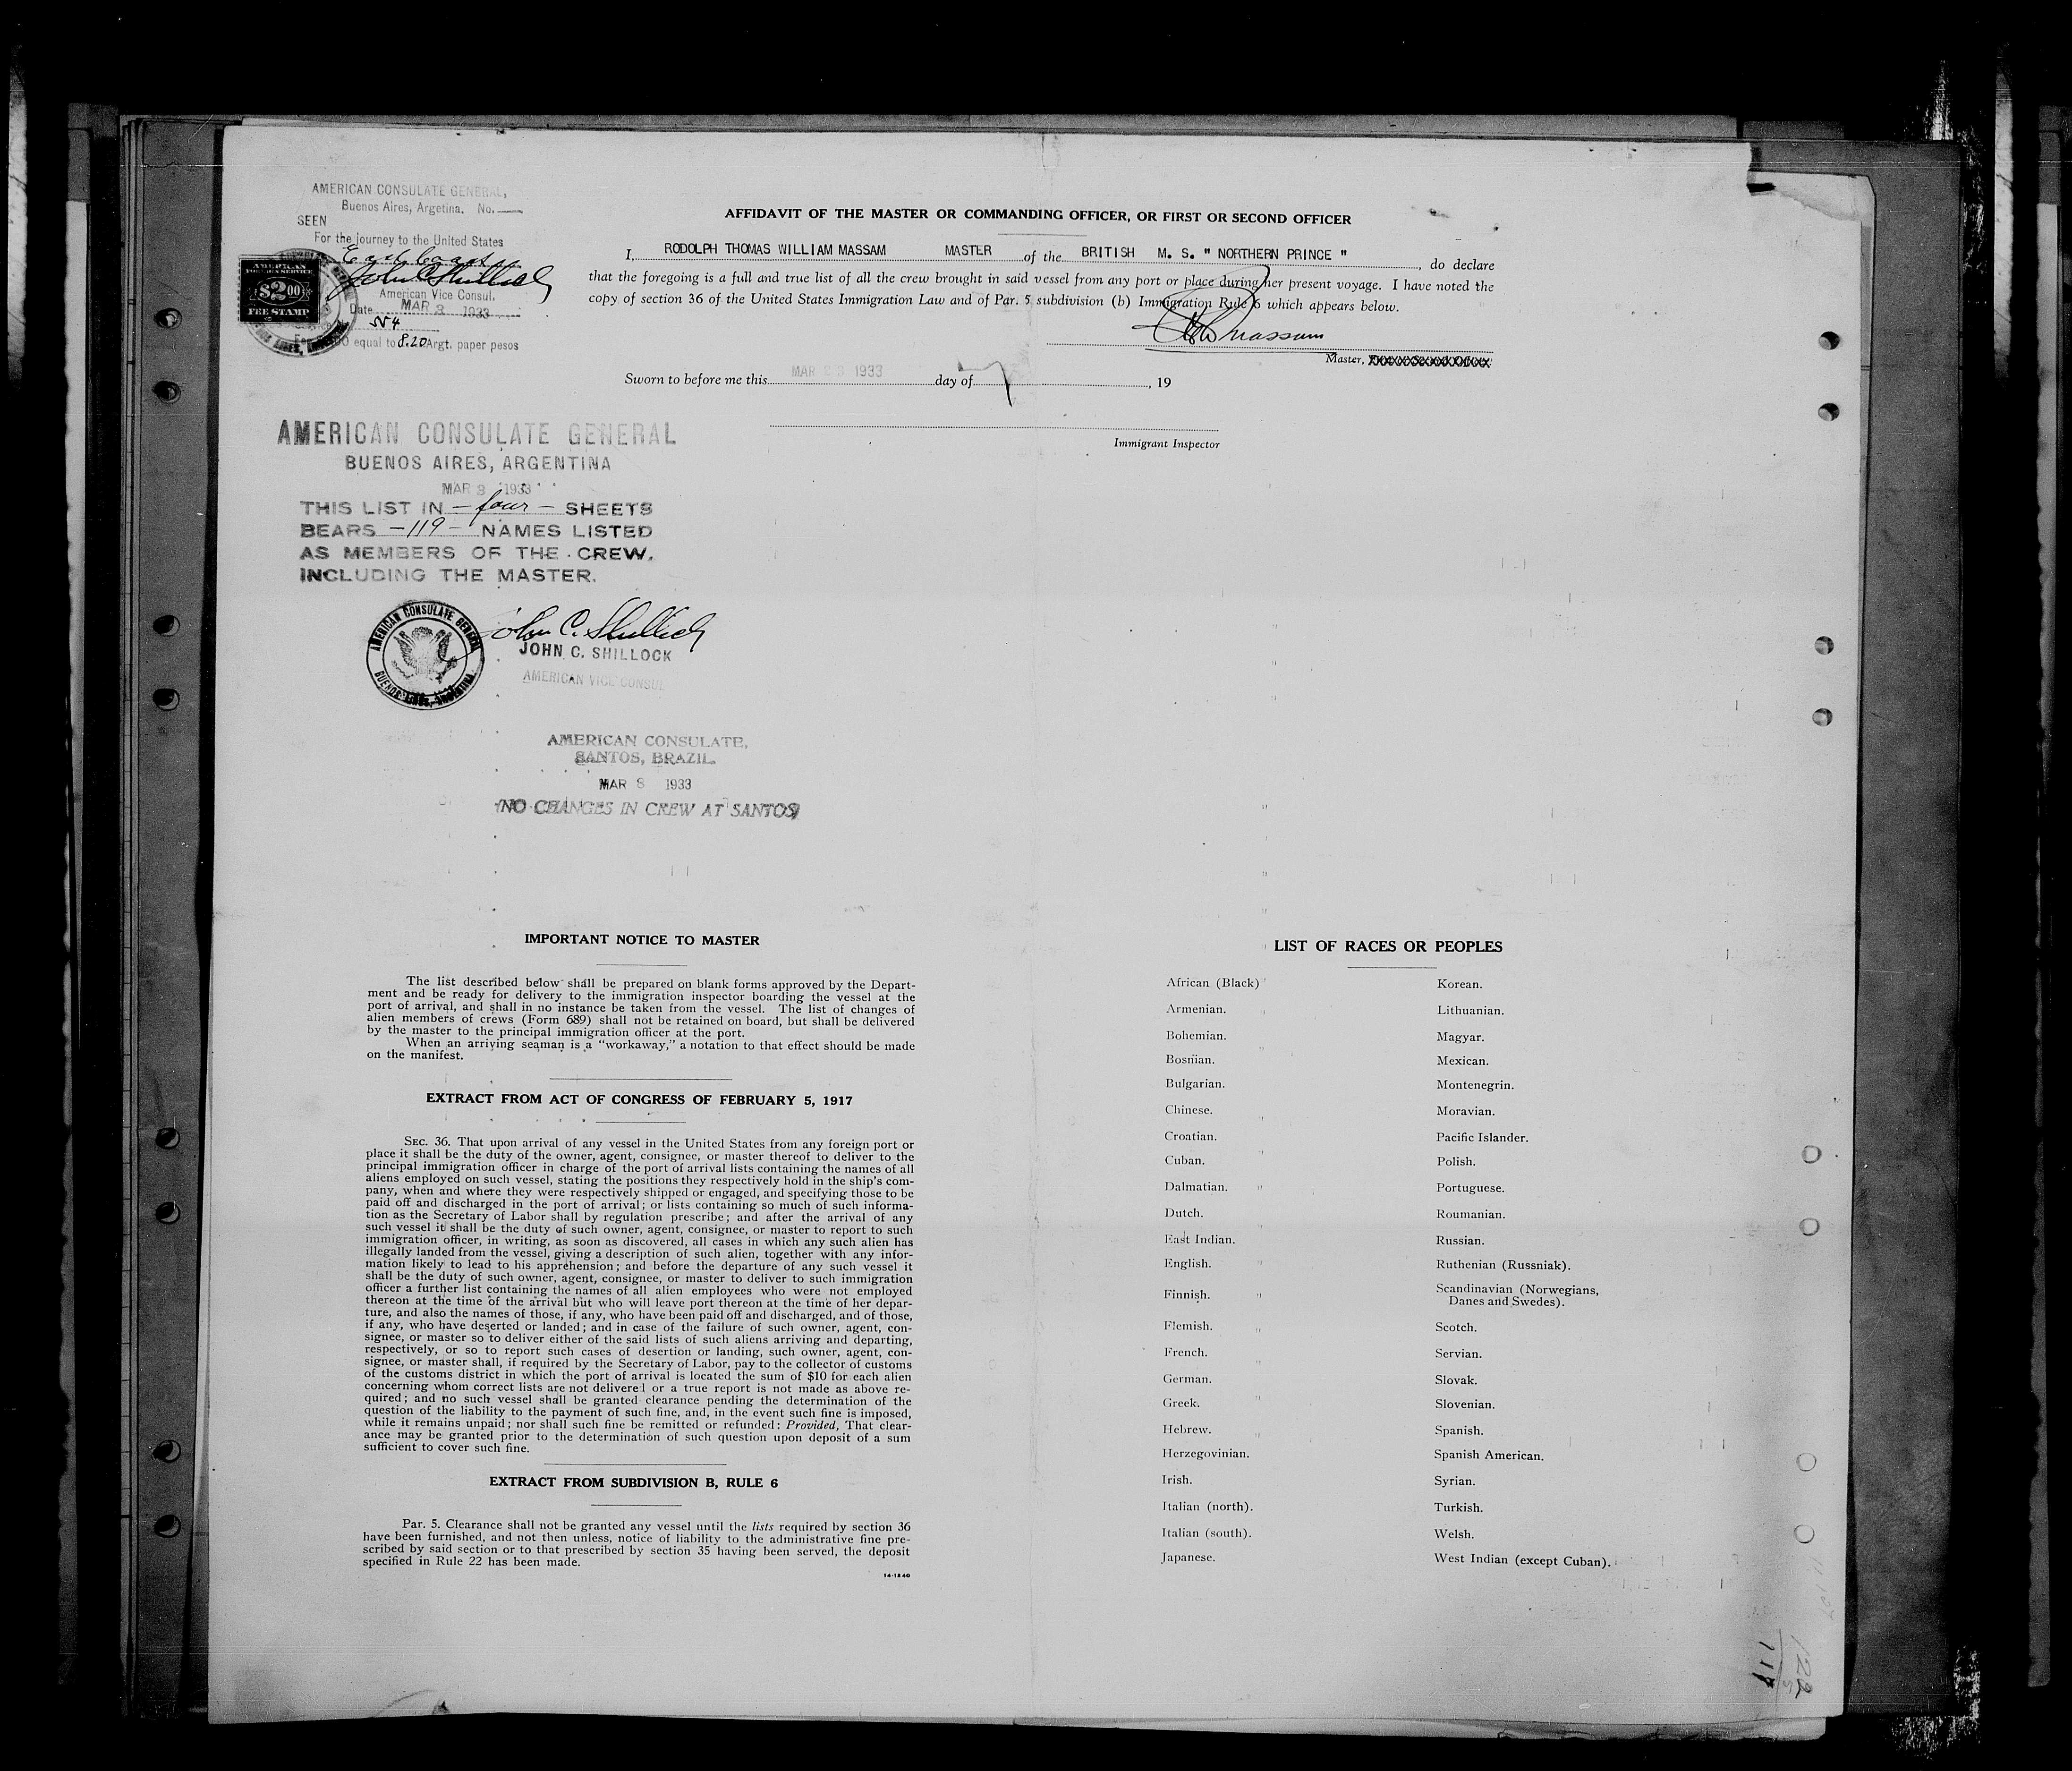 AMERICAN CONSULATE GENERAL,
Buenos Aires, Argetina. No.
SEEN
For the journey to the United States
East Coast
John C. Shillock
American Vice Consul.
Date MAR 3 1933
AMERICAN
FOREIGN SERVICE
$2.00
FEE STAMP
equal to 8.20 Argt. paper pesos
AFFIDAVIT OF THE MASTER OR COMMANDING OFFICER, OR FIRST OR SECOND OFFICER
I, RODOLPH THOMAS WILLIAM MASSAM MASTER of the BRITISH M. S. " NORTHERN PRINCE " , do declare
that the foregoing is a full and true list of all the crew brought in said vessel from any port or place during her present voyage. I have noted the
copy of section 36 of the United States Immigration Law and of Par. 5 subdivision (b) Immigration Rule 6 which appears below.
Massam
Master,
Sworn to before me this MAR 1933 day of , 19
Immigrant Inspector
AMERICAN CONSULATE GENERAL
BUENOS AIRES, ARGENTINA
MAR 3 1933
THIS LIST IN - four - SHEETS
BEARS -119- NAMES LISTED
AS MEMBERS OF THE CREW.
INCLUDING THE MASTER.
AMERICAN CONSULATE GENERAL
BUENOS AIRES, ARGENTINA
John C. Shillock
JOHN C. SHILLOCK
AMERICAN VICE CONSUL
AMERICAN CONSULATE,
SANTOS, BRAZIL.
MAR 8 1933
(NO CHANGES IN CREW AT SANTOS)
IMPORTANT NOTICE TO MASTER
The list described below shall be prepared on blank forms approved by the Depart-
ment and be ready for delivery to the immigration inspector boarding the vessel at the
port of arrival, and shall in no instance be taken from the vessel. The list of changes of
alien members of crews (Form 689) shall not be retained on board, but shall be delivered
by the master to the principal immigration officer at the port.
When an arriving seaman is a "workaway," a notation to that effect should be made
on the manifest.
EXTRACT FROM ACT OF CONGRESS OF FEBRUARY 5, 1917
SEC. 36. That upon arrival of any vessel in the United States from any foreign port or
place it shall be the duty of the owner, agent, consignee, or master thereof to deliver to the
principal immigration officer in charge of the port of arrival lists containing the names of all
aliens employed on such vessel, stating the positions they respectively hold in the ship's com-
pany, when and where they were respectively shipped or engaged, and specifying those to be
paid off and discharged in the port of arrival; or lists containing so much of such informa-
tion as the Secretary of Labor shall by regulation prescribe; and after the arrival of any
such vessel it shall be the duty of such owner, agent, consignee, or master to report to such
immigration officer, in writing, as soon as discovered, all cases in which any such alien has
illegally landed from the vessel, giving a description of such alien, together with any infor-
mation likely to lead to his apprehension; and before the departure of any such vessel it
shall be the duty of such owner, agent, consignee, or master to deliver to such immigration
officer a further list containing the names of all alien employees who were not employed
thereon at the time of the arrival but who will leave port thereon at the time of her depar-
ture, and also the names of those, if any, who have been paid off and discharged, and of those,
if any, who have deserted or landed; and in case of the failure of such owner, agent, con-
signee, or master so to deliver either of the said lists of such aliens arriving and departing,
respectively, or so to report such cases of desertion or landing, such owner, agent, con-
signee, or master shall, if required by the Secretary of Labor, pay to the collector of customs
of the customs district in which the port of arrival is located the sum of $10 for each alien
concerning whom correct lists are not delivered or a true report is not made as above re-
quired; and no such vessel shall be granted clearance pending the determination of the
question of the liability to the payment of such fine, and, in the event such fine is imposed,
while it remains unpaid; nor shall such fine be remitted or refunded: Provided, That clear-
ance may be granted prior to the determination of such question upon deposit of a sum
sufficient to cover such fine.
EXTRACT FROM SUBDIVISION B, RULE 6
Par. 5. Clearance shall not be granted any vessel until the lists required by section 36
have been furnished, and not then unless, notice of liability to the administrative fine pre-
scribed by said section or to that prescribed by section 35 having been served, the deposit
specified in Rule 22 has been made.
14-1240
LIST OF RACES OR PEOPLES
African (Black)
Armenian.
Bohemian.
Bosnian.
Bulgarian.
Chinese.
Croatian.
Cuban.
Dalmatian.
Dutch.
East Indian.
English.
Finnish.
Flemish.
French.
German.
Greek.
Hebrew.
Herzegovinian.
Irish.
Italian (north).
Italian (south).
Japanese.
Korean.
Lithuanian.
Magyar.
Mexican.
Montenegrin.
Moravian.
Pacific Islander.
Polish.
Portuguese.
Roumanian.
Russian.
Ruthenian (Russniak).
Scandinavian (Norwegians,
Danes and Swedes).
Scotch.
Servian.
Slovak.
Slovenian.
Spanish.
Spanish American.
Syrian.
Turkish.
Welsh.
West Indian (except Cuban).